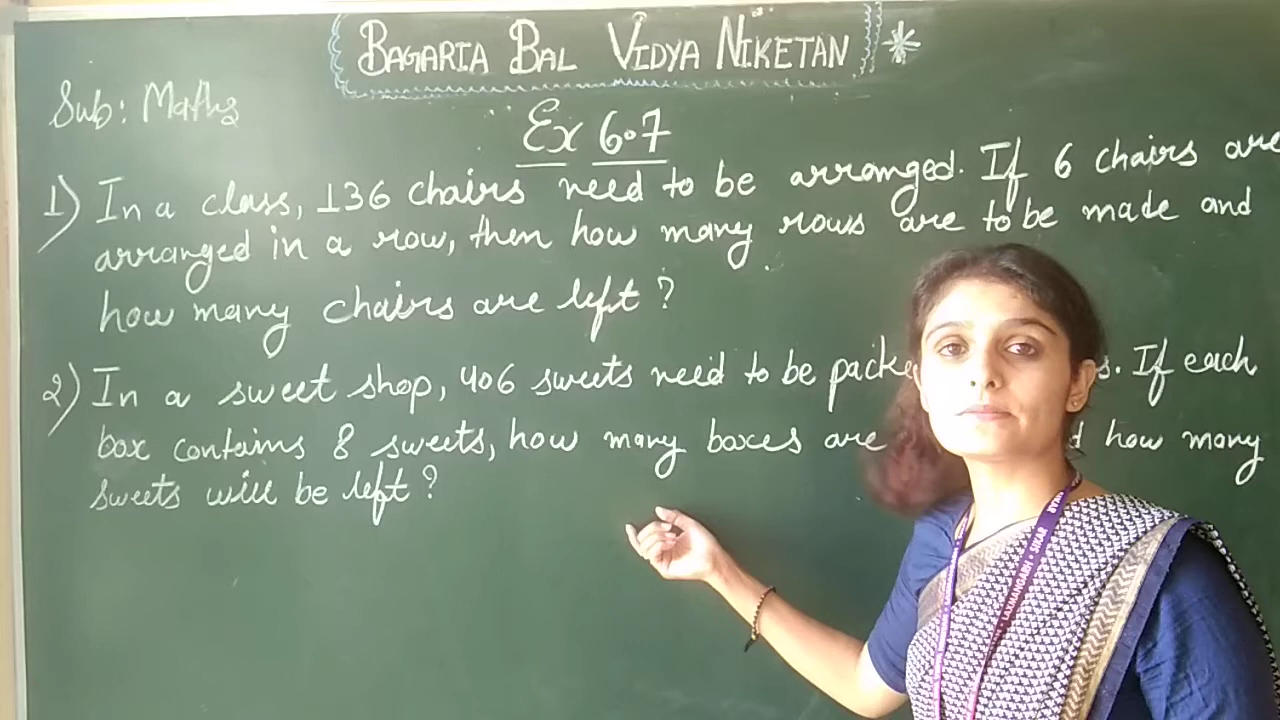 BAGARIA BAL VIDYA NIKETAN
Sub: Maths
Ex 6.7
1) In a class, 136 chairs need to be arranged. If 6 chairs are
arranged in a row, then how many rows are to be made and
how many chairs are left?
2) In a sweet shop, 406 sweets need to be packe s. If each
box contains 8 sweets, how many boxes are d how many
sweets will be left?
LAXMANGARH - SIKAR BVAN